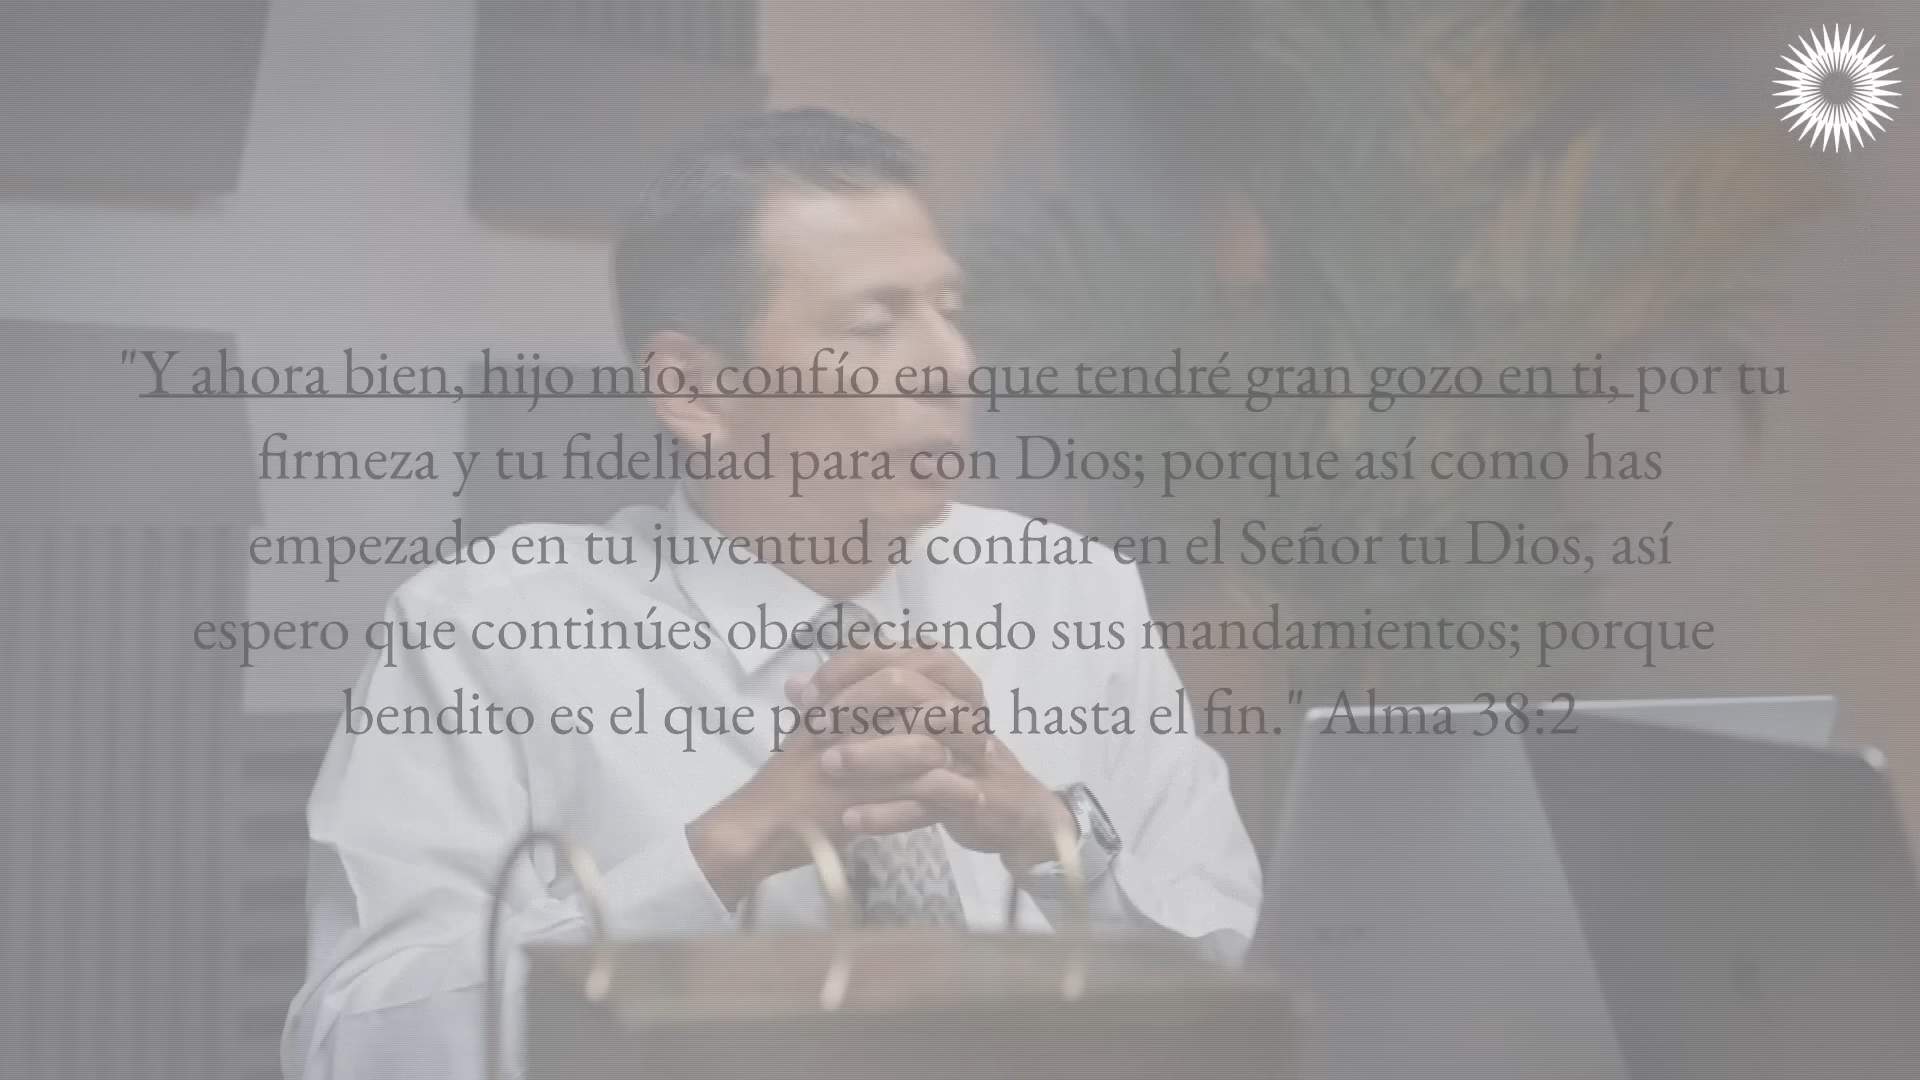 "Y ahora bien, hijo mío, confío en que tendré gran gozo en ti, por tu
firmeza y tu fidelidad para con Dios; porque así como has
empezado en tu juventud a confiar en el Señor tu Dios, así
espero que continúes obedeciendo sus mandamientos; porque
bendito es el que persevera hasta el fin." Alma 38:2